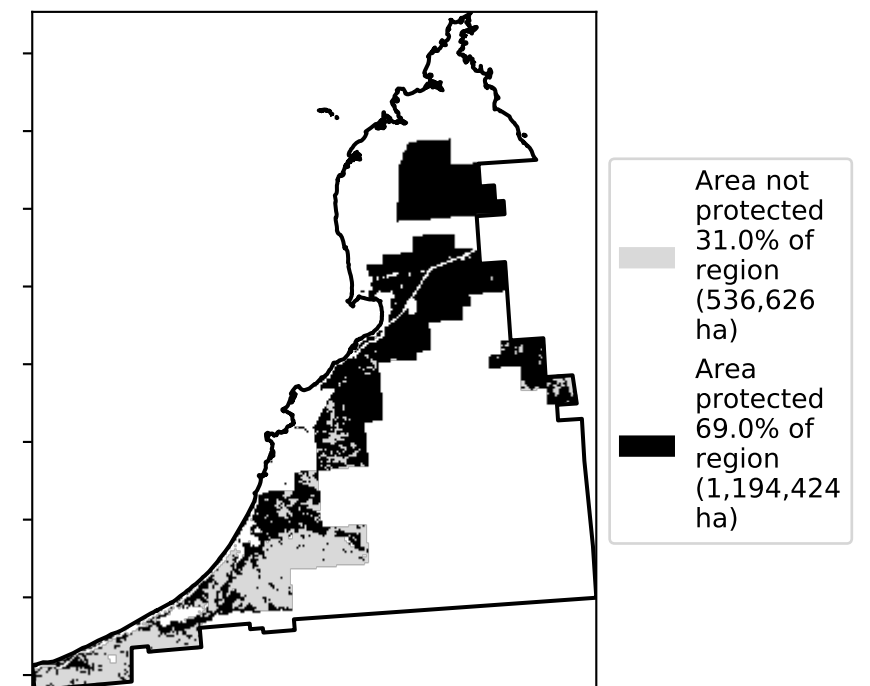 Area not
protected
31.0% of
region
(536,626
ha)
Area
protected
69.0% of
region
(1,194,424
ha)